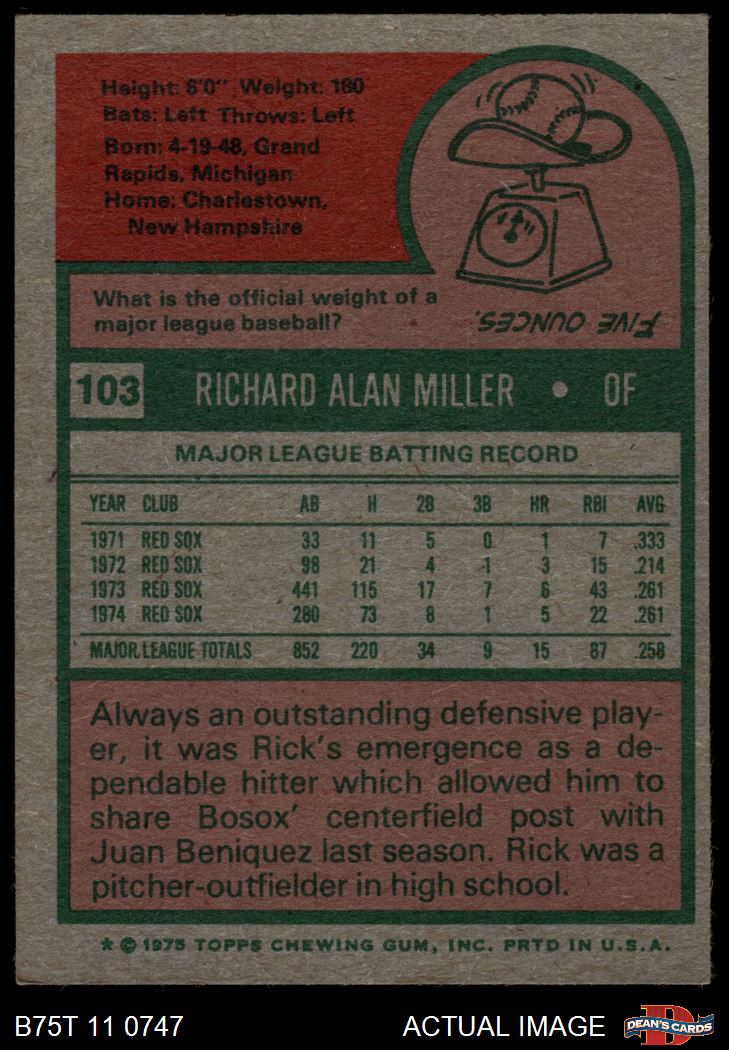 Height: 6'0" Weight: 180
Bats: Left Throws: Left
Born: 4-19-48, Grand
Rapids, Michigan
Home: Charlestown,
New Hampshire
What is the official weight of a
major league baseball?
FIVE OUNCES.
103 RICHARD ALAN MILLER • OF
MAJOR LEAGUE BATTING RECORD
YEAR CLUB AB H 2B 3B HR RBI AVG
1971 RED SOX 33 11 5 0 1 7 .333
1972 RED SOX 98 21 4 1 3 15 .214
1973 RED SOX 441 115 17 7 6 43 .261
1974 RED SOX 280 73 8 1 5 22 .261
MAJOR LEAGUE TOTALS 852 220 34 9 15 87 .258
Always an outstanding defensive play-
er, it was Rick's emergence as a de-
pendable hitter which allowed him to
share Bosox' centerfield post with
Juan Beniquez last season. Rick was a
pitcher-outfielder in high school.
* © 1975 TOPPS CHEWING GUM, INC. PRTD IN U.S.A.
B75T 11 0747 ACTUAL IMAGE
DEAN'S CARDS